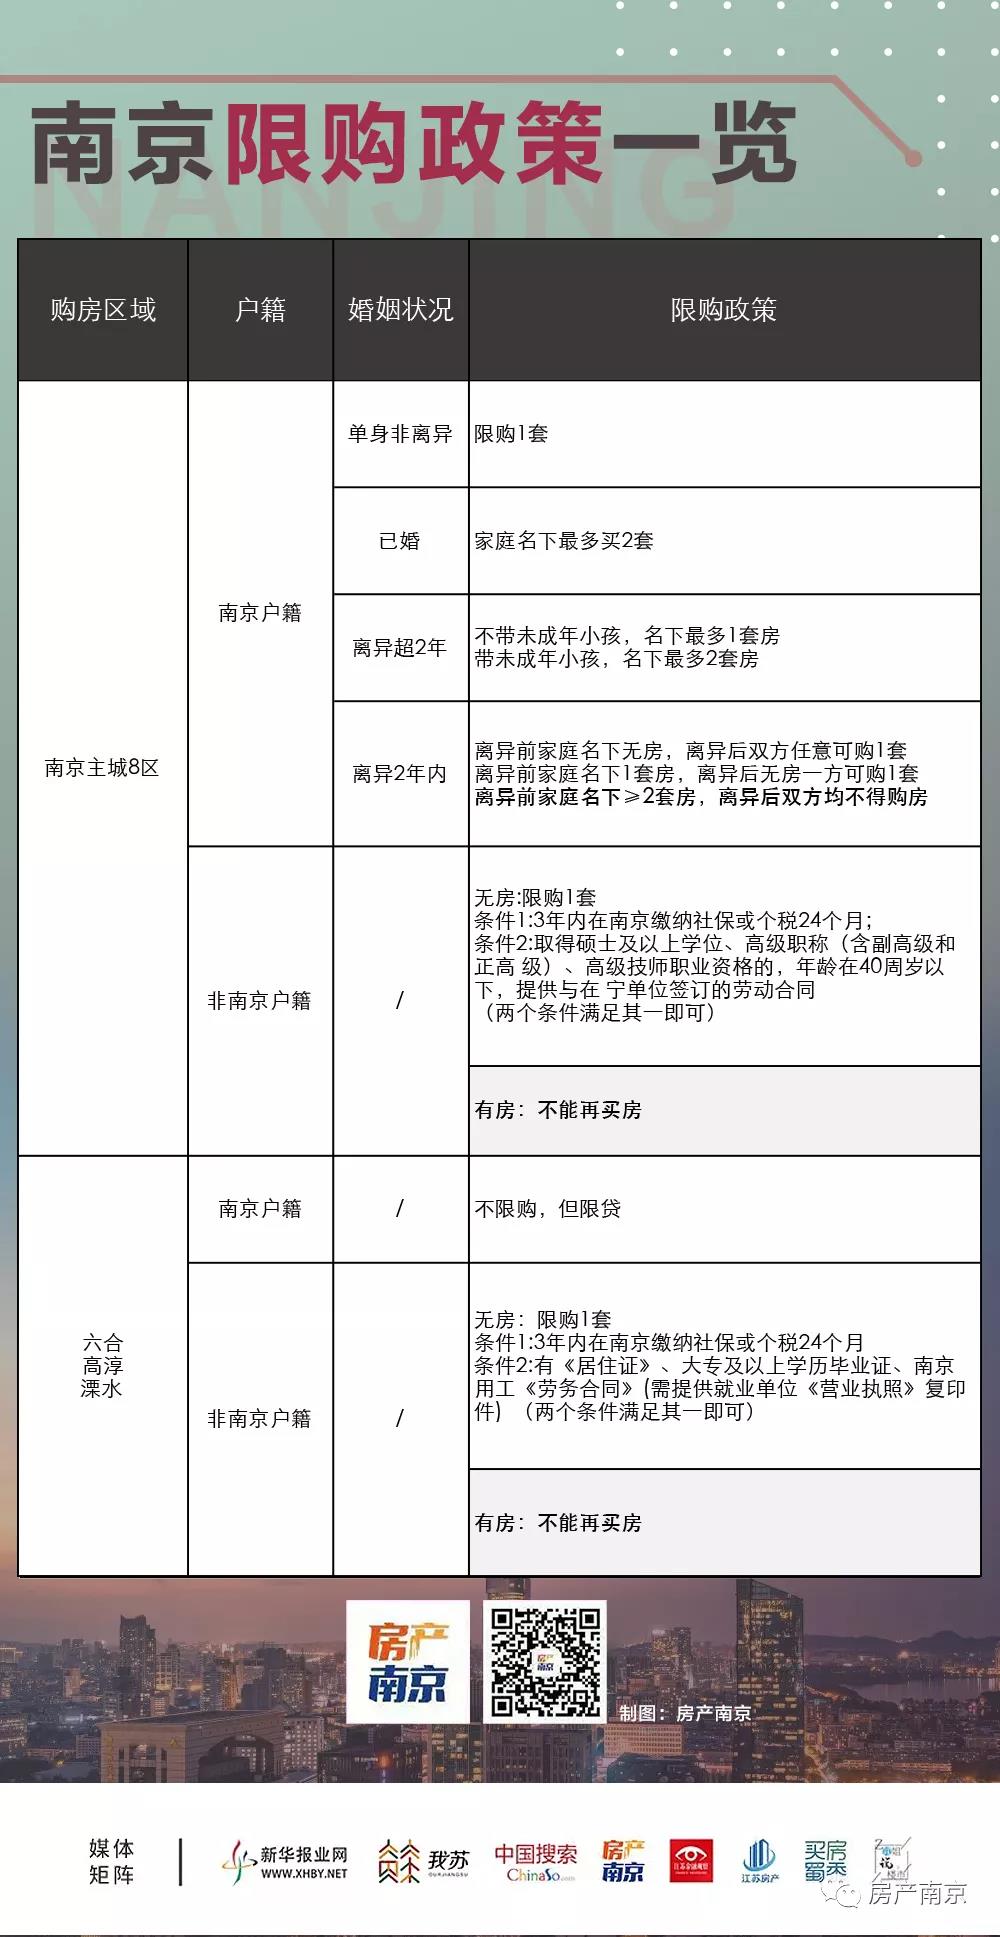 南京限购政策一览
NANJING
购房区域 户籍 婚姻状况 限购政策
南京主城8区
南京户籍
单身非离异
限购1套
已婚
家庭名下最多买2套
离异超2年
不带未成年小孩，名下最多1套房
带未成年小孩，名下最多2套房
离异2年内
离异前家庭名下无房，离异后双方任意可购1套
离异前家庭名下1套房，离异后无房一方可购1套
离异前家庭名下≥2套房，离异后双方均不得购房
非南京户籍
/
无房:限购1套
条件1:3年内在南京缴纳社保或个税24个月；
条件2:取得硕士及以上学位、高级职称（含副高级和
正高 级）、高级技师职业资格的，年龄在40周岁以
下，提供与在 宁单位签订的劳动合同
（两个条件满足其一即可）
有房：不能再买房
六合
高淳
溧水
南京户籍
/
不限购，但限贷
非南京户籍
/
无房：限购1套
条件1:3年内在南京缴纳社保或个税24个月
条件2:有《居住证》、大专及以上学历毕业证、南京
用工《劳务合同》(需提供就业单位《营业执照》复印
件）（两个条件满足其一即可）
有房：不能再买房
房产
南京
制图：房产南京
媒体
矩阵
新华报业网
WWW.XHBY.NET
我苏
OURJIANGSU
中国搜索
ChinaSo.com
房产
南京
江苏房产
买房
房产南京